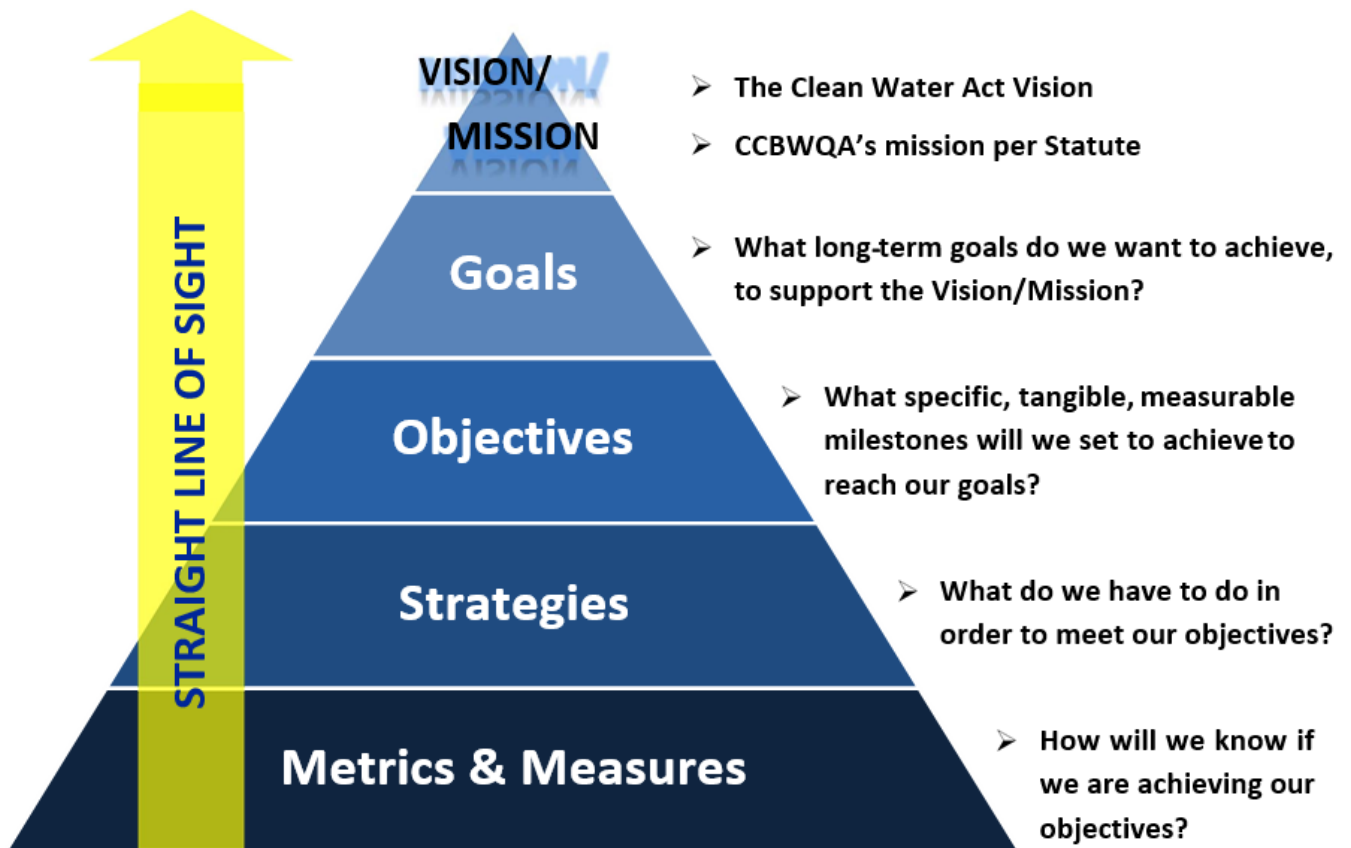 STRAIGHT LINE OF SIGHT
VISION/
MISSION
➢ The Clean Water Act Vision
➢ CCBWQA’s mission per Statute
Goals
➢ What long-term goals do we want to achieve,
to support the Vision/Mission?
Objectives
➢ What specific, tangible, measurable
milestones will we set to achieve to
reach our goals?
Strategies
➢ What do we have to do in
order to meet our objectives?
Metrics & Measures
➢ How will we know if
we are achieving our
objectives?